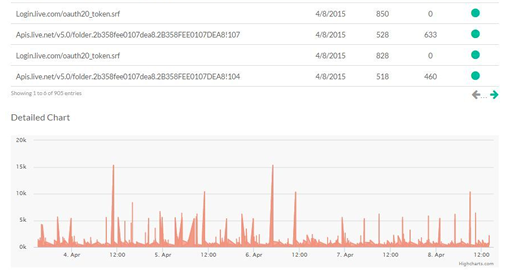 Login.live.com/oauth20_token.srf 4/8/2015 850 0
Apis.live.net/v5.0/folder.2b358fee0107dea8.2B358FEE0107DEA8!107 4/8/2015 528 633
Login.live.com/oauth20_token.srf 4/8/2015 828 0
Apis.live.net/v5.0/folder.2b358fee0107dea8.2B358FEE0107DEA8!104 4/8/2015 518 460
Showing 1 to 6 of 905 entries ...
Detailed Chart
20k
15k
10k
5k
0k
4. Apr 12:00 5. Apr 12:00 6. Apr 12:00 7. Apr 12:00 8. Apr 12:00
Highcharts.com